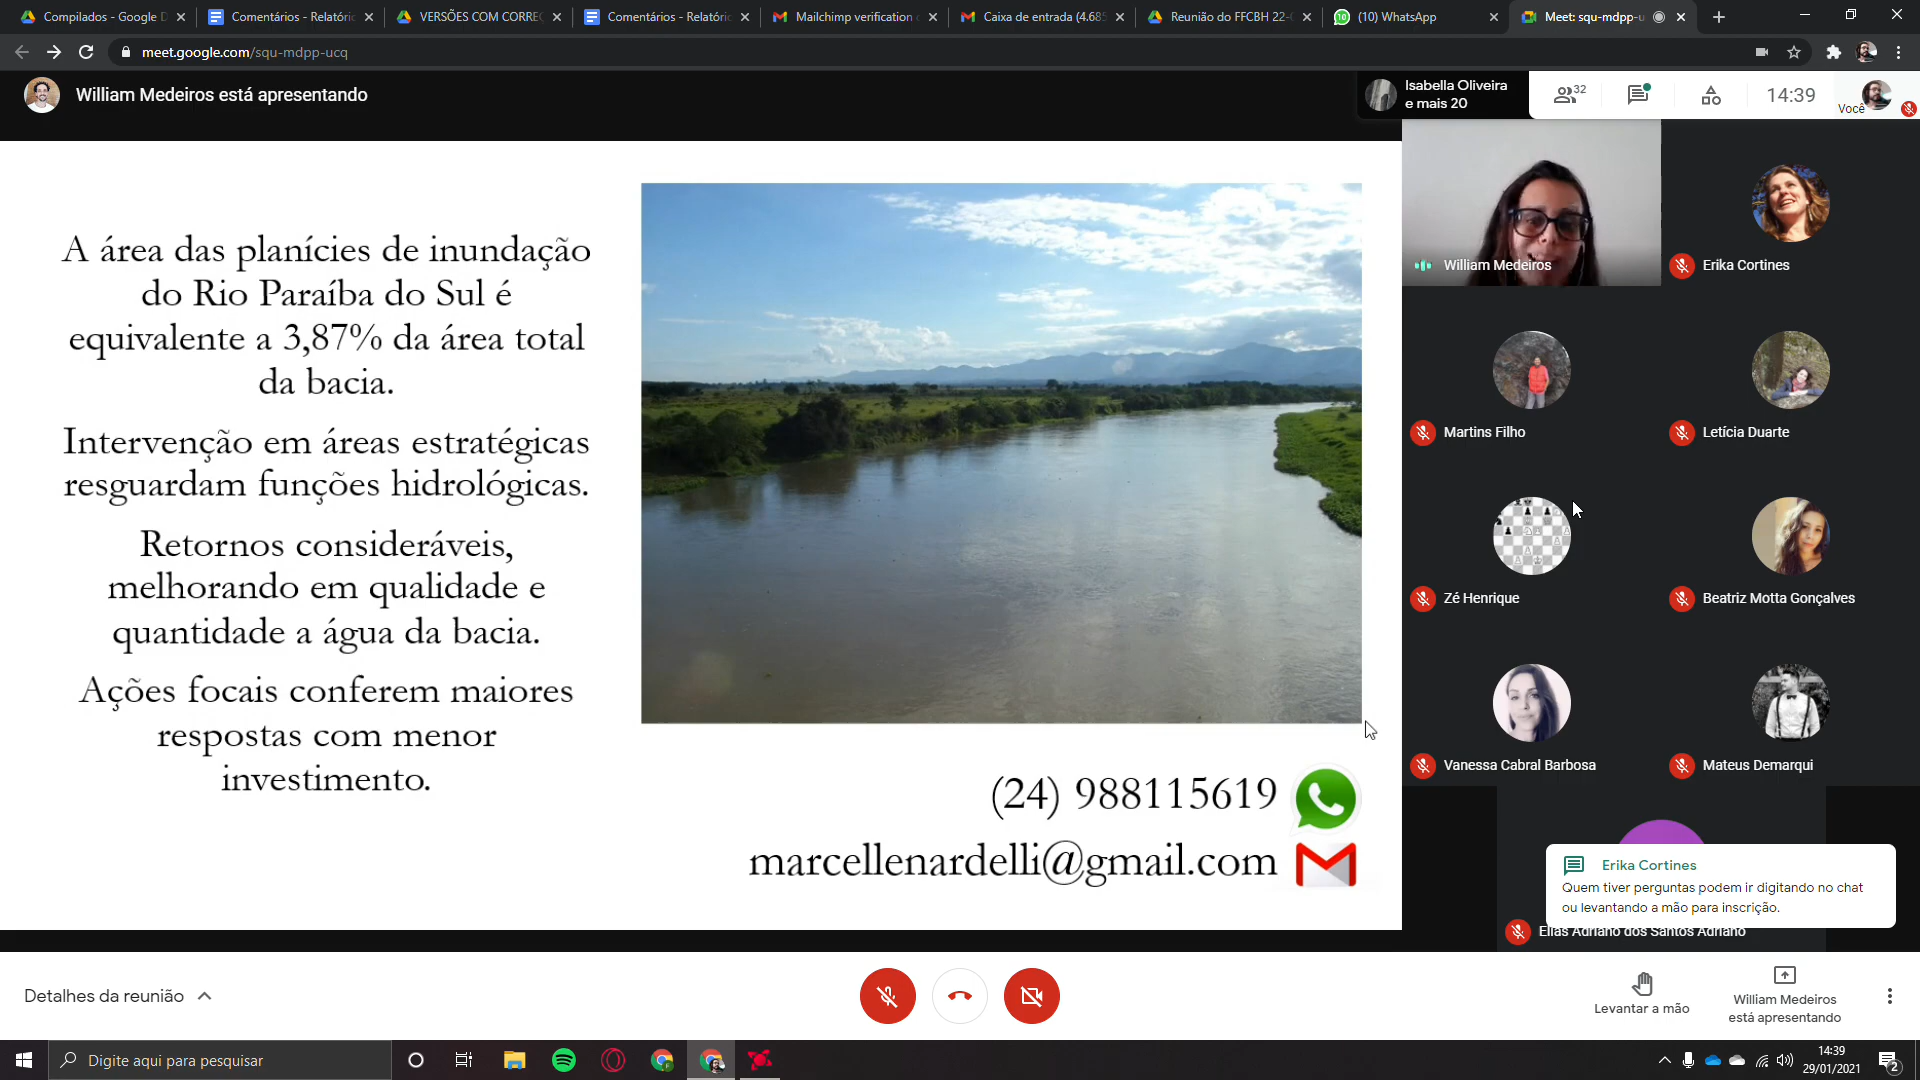 Compilados - Google D
Comentários - Relatóri
VERSÕES COM CORREÇ
Comentários - Relatóri
Mailchimp verification
Caixa de entrada (4.685
Reunião do FFCBH 22-
(10) WhatsApp
Meet: squ-mdpp-u
meet.google.com/squ-mdpp-ucq
William Medeiros está apresentando
Isabella Oliveira
e mais 20
32
14:39
Você
A área das planícies de inundação
do Rio Paraíba do Sul é
equivalente a 3,87% da área total
da bacia.
Intervenção em áreas estratégicas
resguardam funções hidrológicas.
Retornos consideráveis,
melhorando em qualidade e
quantidade a água da bacia.
Ações focais conferem maiores
respostas com menor
investimento.
(24) 988115619
marcellenardelli@gmail.com
William Medeiros
Erika Cortines
Martins Filho
Letícia Duarte
Zé Henrique
Beatriz Motta Gonçalves
Vanessa Cabral Barbosa
Mateus Demarqui
Erika Cortines
Quem tiver perguntas podem ir digitando no chat
ou levantando a mão para inscrição.
Elias Adriano dos Santos Adriano
Detalhes da reunião
Levantar a mão
William Medeiros
está apresentando
Digite aqui para pesquisar
14:39
29/01/2021
2